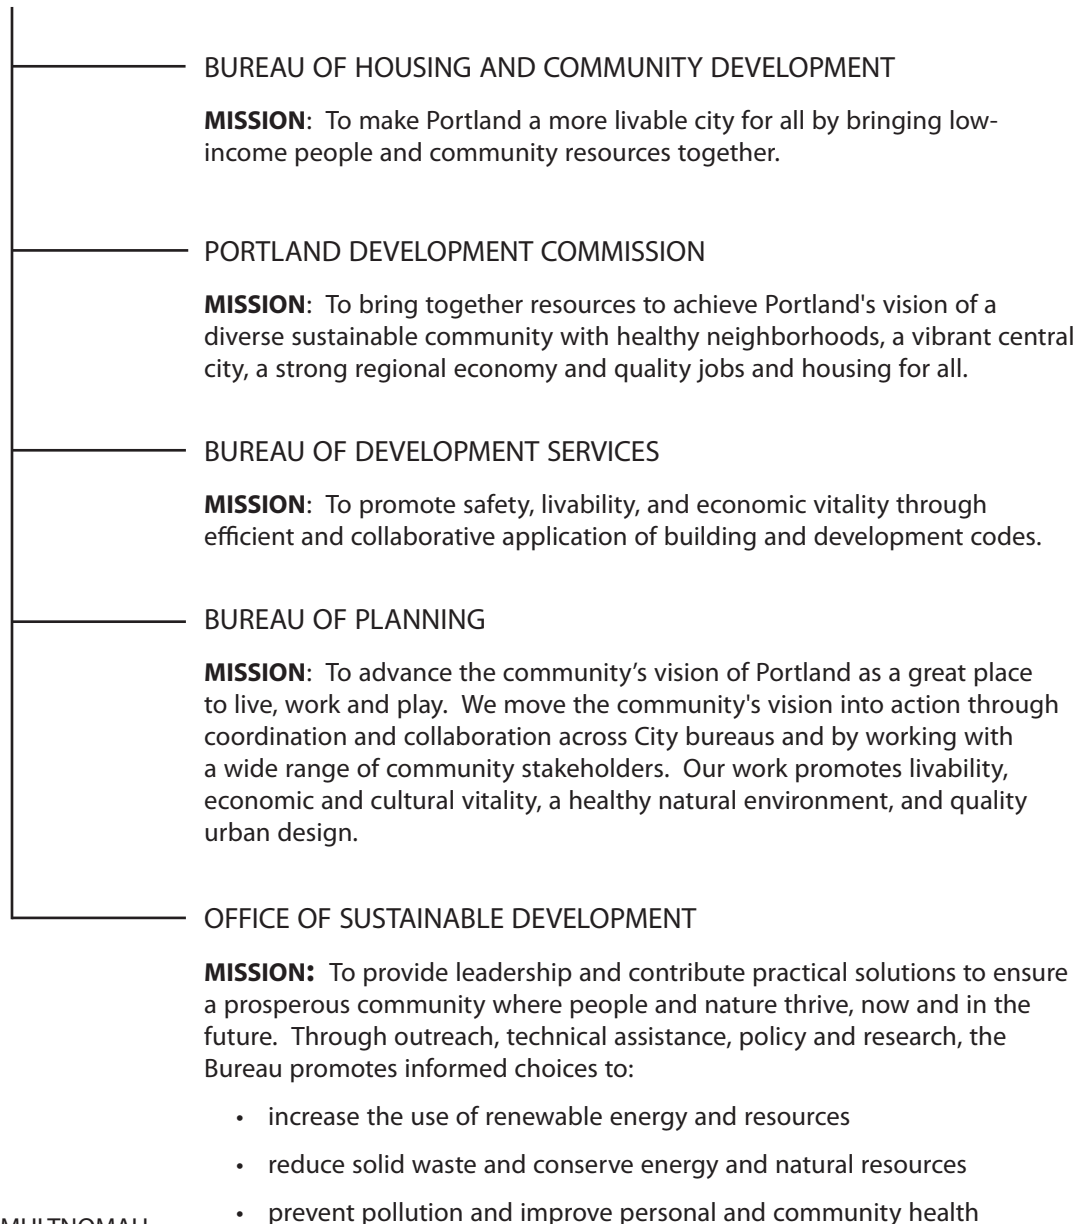 BUREAU OF HOUSING AND COMMUNITY DEVELOPMENT
MISSION:  To make Portland a more livable city for all by bringing low-
income people and community resources together.
PORTLAND DEVELOPMENT COMMISSION
MISSION:  To bring together resources to achieve Portland's vision of a
diverse sustainable community with healthy neighborhoods, a vibrant central
city, a strong regional economy and quality jobs and housing for all.
BUREAU OF DEVELOPMENT SERVICES
MISSION:  To promote safety, livability, and economic vitality through
efficient and collaborative application of building and development codes.
BUREAU OF PLANNING
MISSION:  To advance the community’s vision of Portland as a great place
to live, work and play.  We move the community's vision into action through
coordination and collaboration across City bureaus and by working with
a wide range of community stakeholders.  Our work promotes livability,
economic and cultural vitality, a healthy natural environment, and quality
urban design.
OFFICE OF SUSTAINABLE DEVELOPMENT
MISSION:  To provide leadership and contribute practical solutions to ensure
a prosperous community where people and nature thrive, now and in the
future.  Through outreach, technical assistance, policy and research, the
Bureau promotes informed choices to:
• increase the use of renewable energy and resources
• reduce solid waste and conserve energy and natural resources
• prevent pollution and improve personal and community health
MULTNOMAH